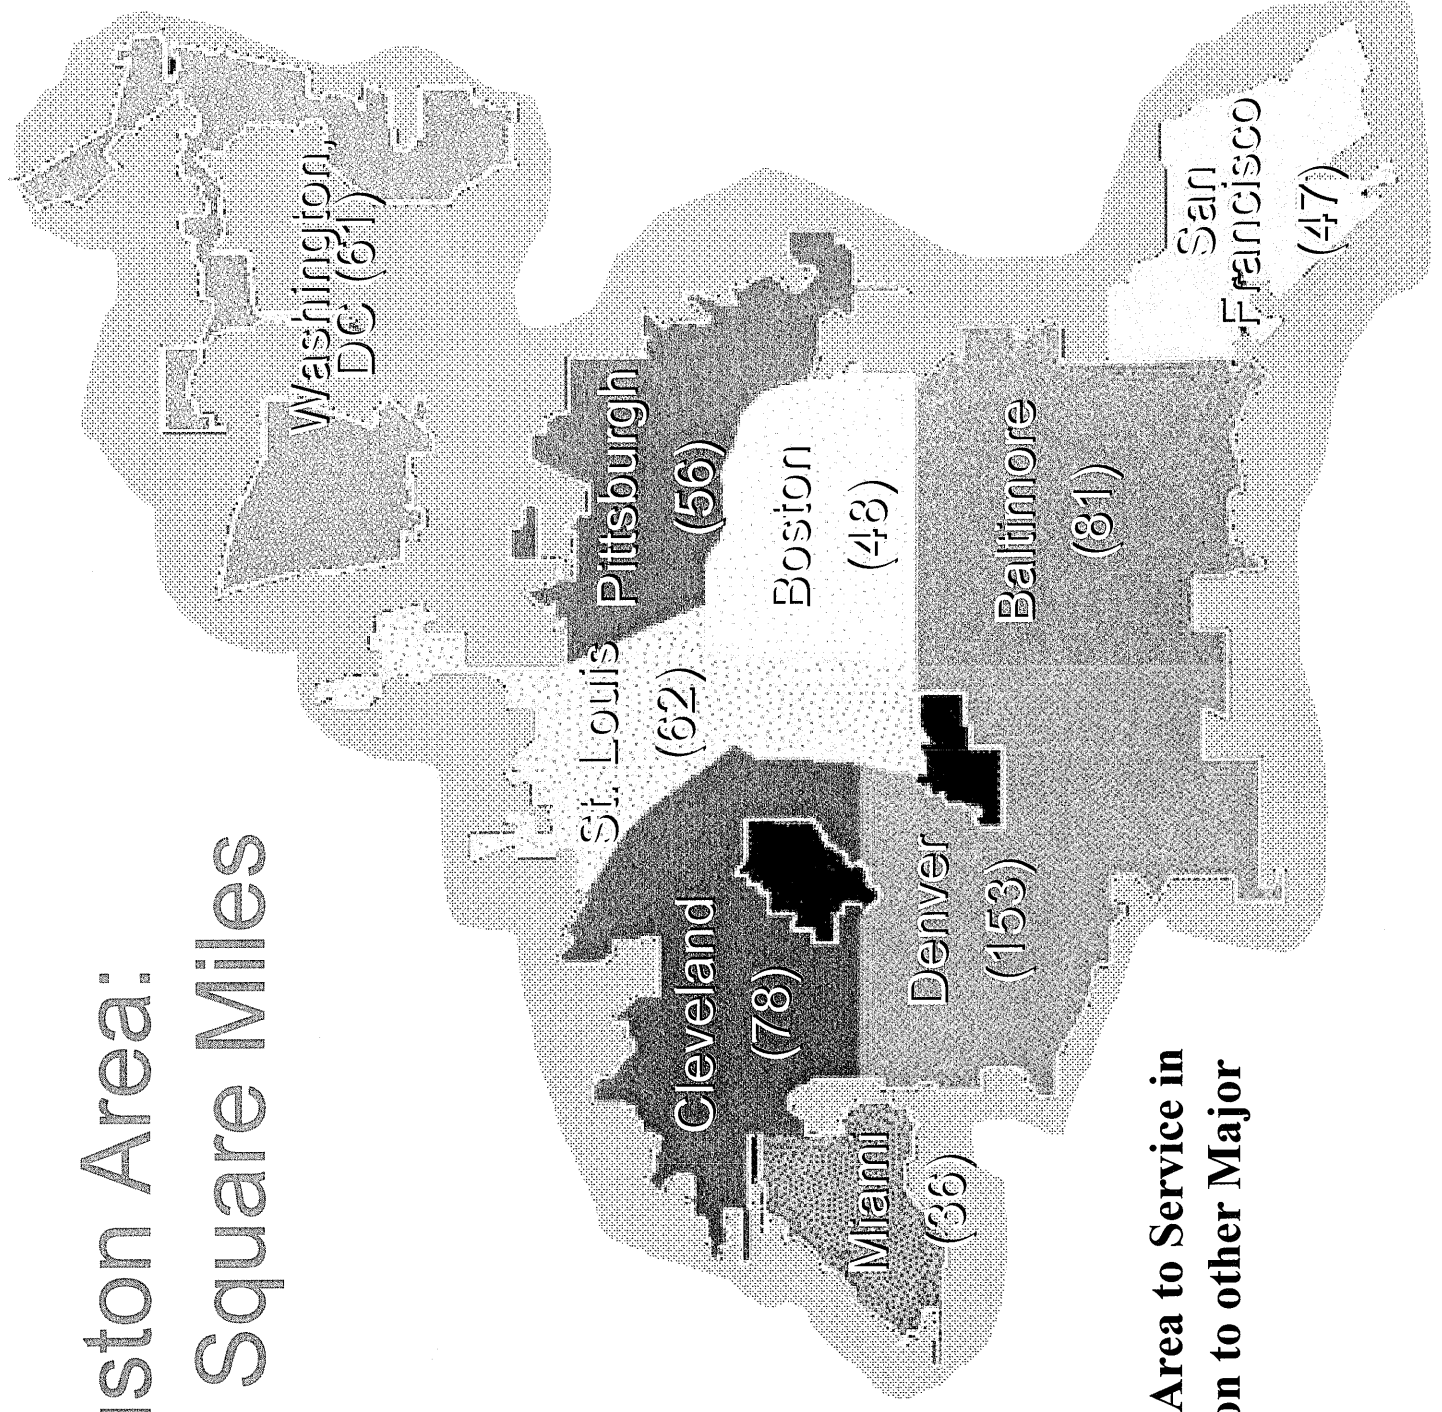 ston Area:
Square Miles
Washington,
DC (61)
St. Louis
(62)
Pittsburgh
(56)
Cleveland
(78)
Boston
(48)
Miami
(36)
Denver
(153)
Baltimore
(81)
San
Francisco
(47)
Area to Service in
on to other Major